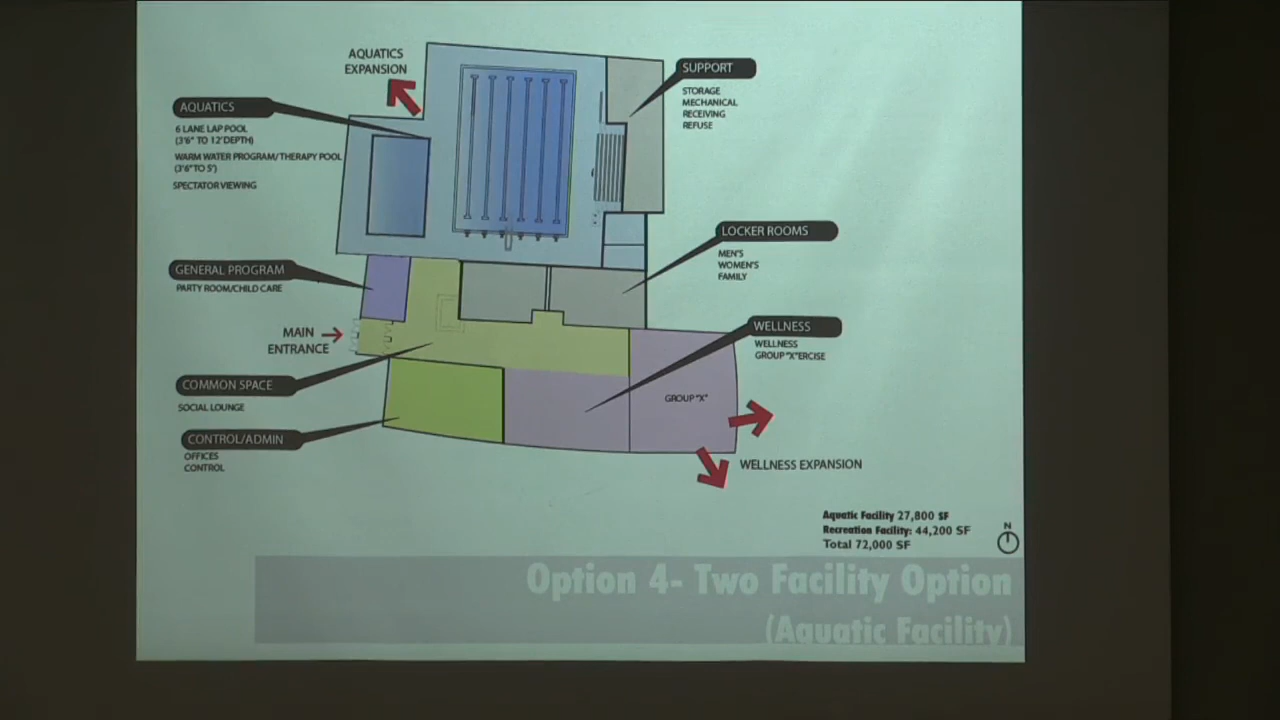 AQUATICS
EXPANSION
SUPPORT
STORAGE
MECHANICAL
RECEIVING
REFUSE
AQUATICS
6 LANE LAP POOL
(3'6" TO 12' DEPTH)
WARM WATER PROGRAM/THERAPY POOL
(3'6" TO 5')
SPECTATOR VIEWING
LOCKER ROOMS
MEN'S
WOMEN'S
FAMILY
GENERAL PROGRAM
PARTY ROOM/CHILD CARE
MAIN
ENTRANCE
WELLNESS
WELLNESS
GROUP "X"ERCISE
COMMON SPACE
SOCIAL LOUNGE
GROUP "X"
CONTROL/ADMIN
OFFICES
CONTROL
WELLNESS EXPANSION
Aquatic Facility 27,800 SF
Recreation Facility: 44,200 SF
Total 72,000 SF
N
Option 4- Two Facility Option
(Aquatic Facility)